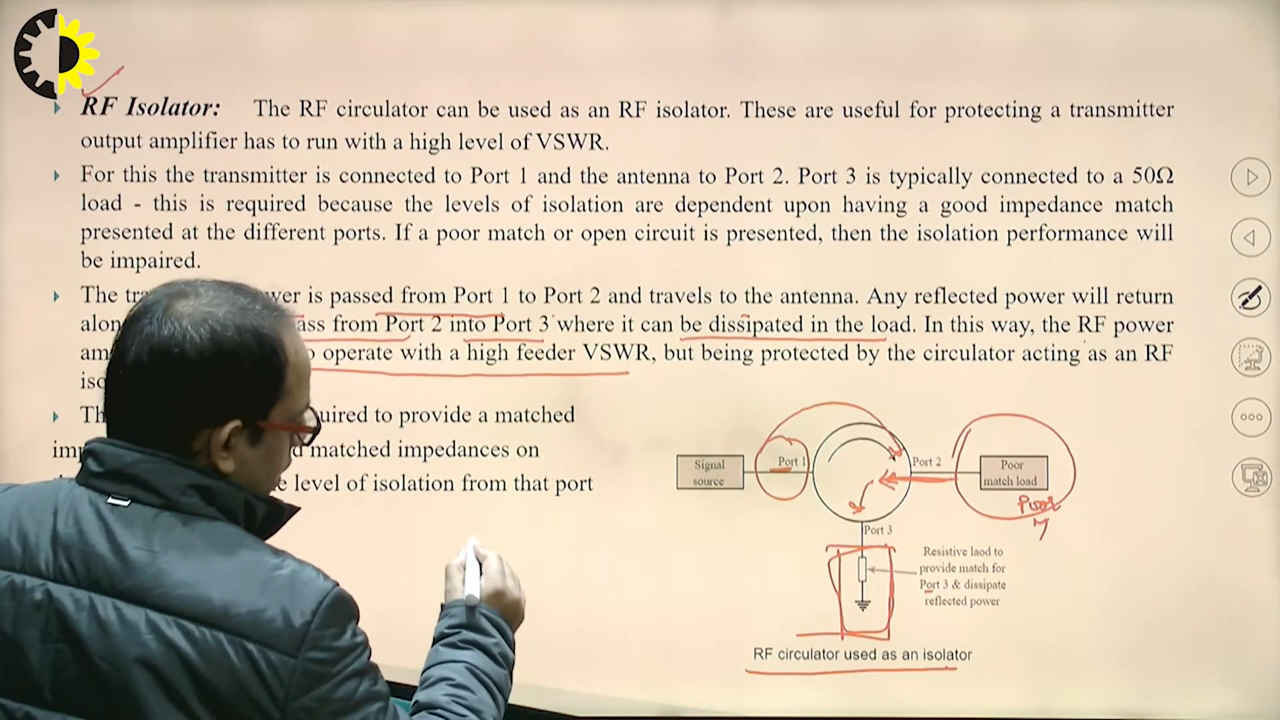 RF Isolator: The RF circulator can be used as an RF isolator. These are useful for protecting a transmitter
output amplifier has to run with a high level of VSWR.
For this the transmitter is connected to Port 1 and the antenna to Port 2. Port 3 is typically connected to a 50Ω
load - this is required because the levels of isolation are dependent upon having a good impedance match
presented at the different ports. If a poor match or open circuit is presented, then the isolation performance will
be impaired.
The is passed from Port 1 to Port 2 and travels to the antenna. Any reflected power will return
from Port 2 into Port 3 where it can be dissipated in the load. In this way, the RF power
operate with a high feeder VSWR, but being protected by the circulator acting as an RF
to provide a matched
matched impedances on
level of isolation from that port
Signal
source
Port 1
Port 2
Poor
match load
Poor
Port 3
Resistive laod to
provide match for
Port 3 & dissipate
reflected power
RF circulator used as an isolator